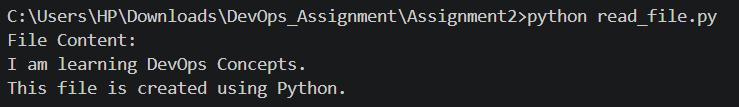 C:\Users\HP\Downloads\DevOps_Assignment\Assignment2>python read_file.py
File Content:
I am learning DevOps Concepts.
This file is created using Python.